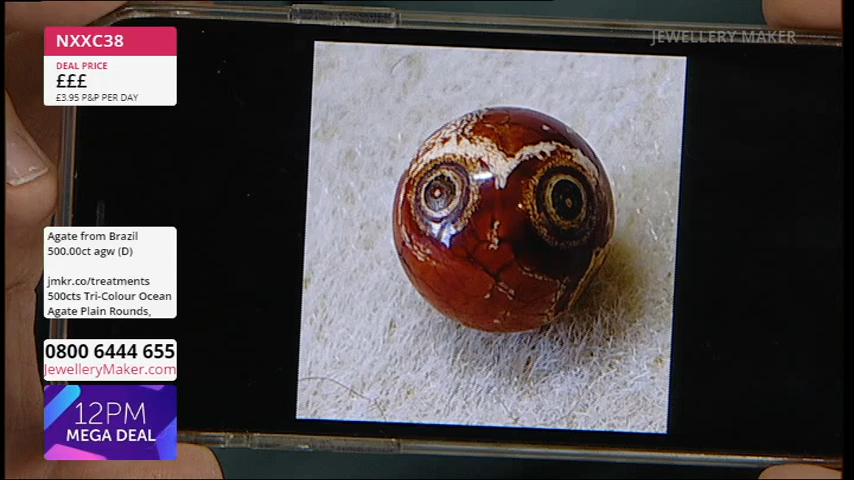 NXXC38
DEAL PRICE
£££
£3.95 P&P PER DAY
JEWELLERY MAKER
Agate from Brazil
500.00ct agw (D)
jmkr.co/treatments
500cts Tri-Colour Ocean
Agate Plain Rounds,
0800 6444 655
JewelleryMaker.com
12PM
MEGA DEAL